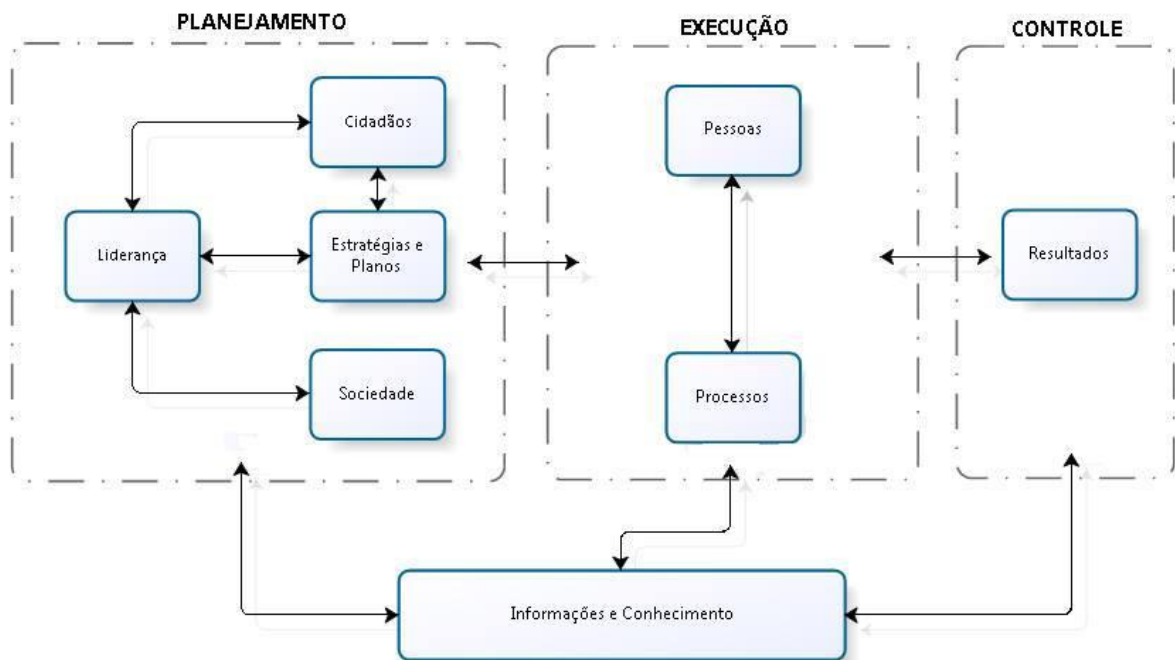 PLANEJAMENTO
EXECUÇÃO
CONTROLE
Cidadãos
Pessoas
Liderança
Estratégias e
Planos
Resultados
Sociedade
Processos
Informações e Conhecimento